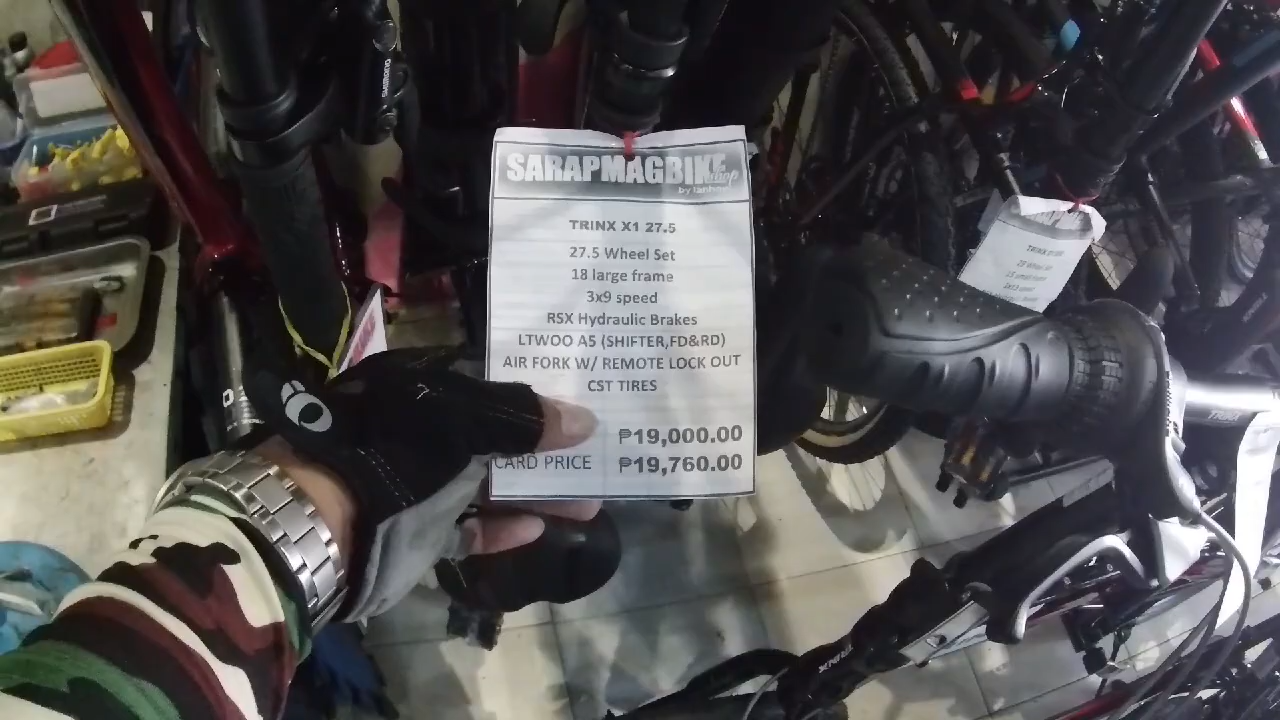 SARAPMAGBIKE
shop
TRINX X1 27.5
27.5 Wheel Set
18 large frame
3x9 speed
RSX Hydraulic Brakes
LTWOO A5 (SHIFTER,FD&RD)
AIR FORK W/ REMOTE LOCK OUT
CST TIRES
₱19,000.00
CARD PRICE ₱19,760.00
TRINX
TRINX